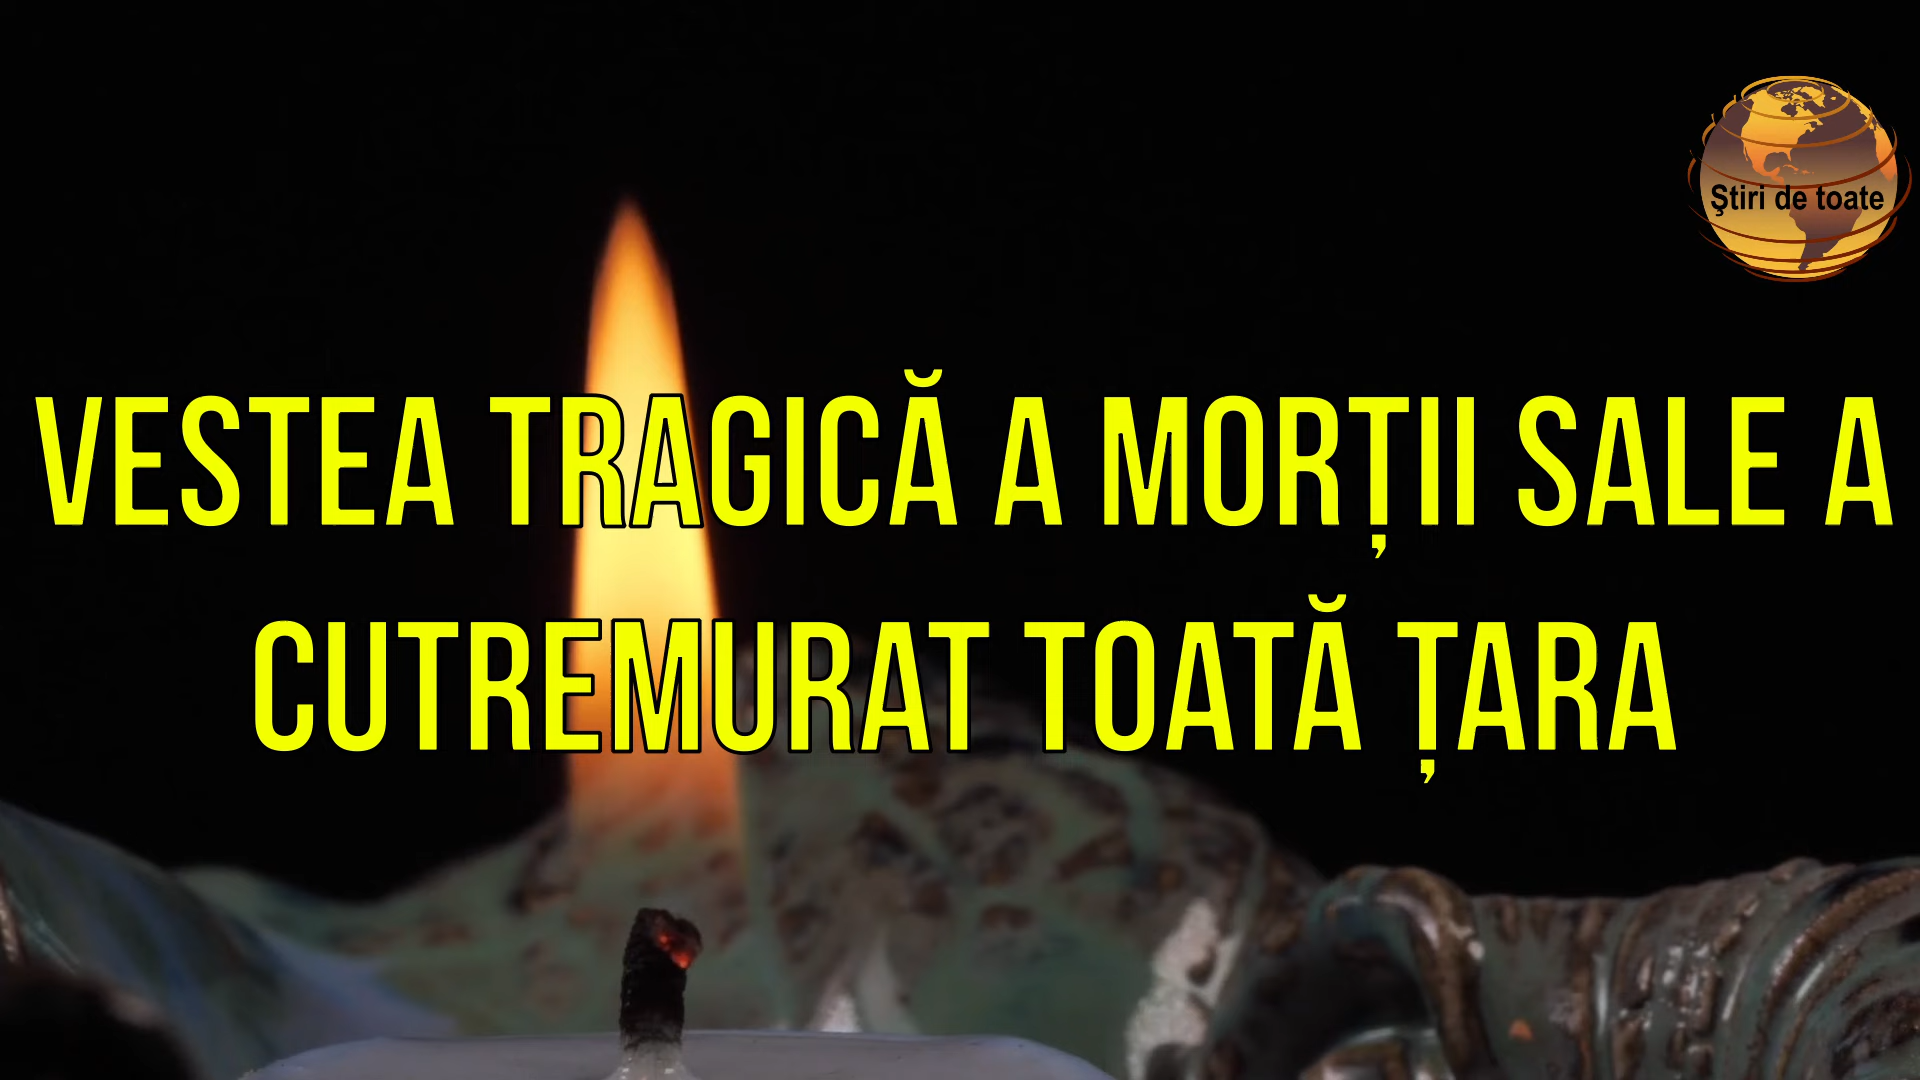 Ştiri de toate
VESTEA TRAGICĂ A MORȚII SALE A
CUTREMURAT TOATĂ ȚARA